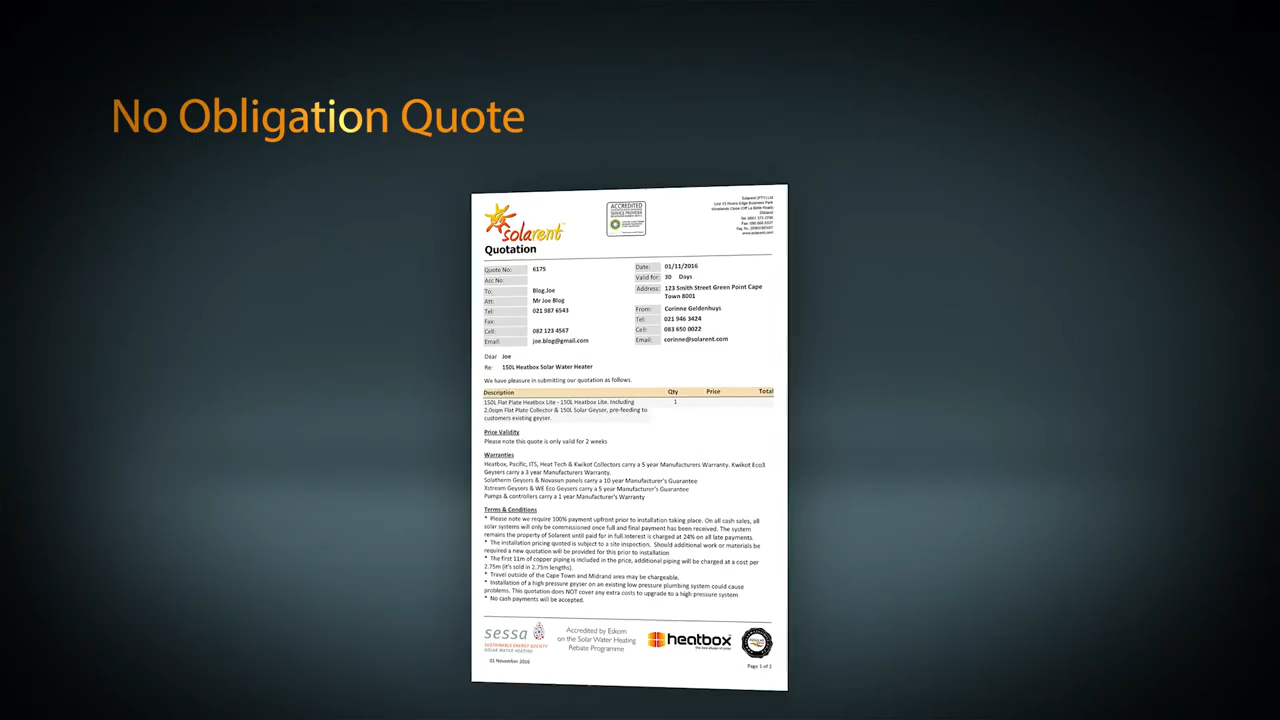 No Obligation Quote
solarent
ACCREDITED
SERVICE PROVIDER
Solarent (PTY) Ltd
Quotation
Quote No: 6175
Date: 01/11/2016
Acc No:
Valid for: 30 Days
To: Blog.Joe
Address: 123 Smith Street Green Point Cape
Town 8001
Att: Mr Joe Blog
Tel: 021 987 6543
From: Corinne Geldenhuys
Fax:
Tel: 021 946 3424
Cell: 082 123 4567
Cell: 083 650 0022
Email: joe.blog@gmail.com
Email: corinne@solarent.com
Dear Joe
Re: 150L Heatbox Solar Water Heater
We have pleasure in submitting our quotation as follows.
Description Qty Price Total
150L Flat Plate Heatbox Lite - 150L Heatbox Lite. Including 1
2.0sqm Flat Plate Collector & 150L Solar Geyser, pre-feeding to
customers existing geyser.
Price Validity
Please note this quote is only valid for 2 weeks
Warranties
Heatbox, Pacific, ITS, Heat Tech & Kwikot Collectors carry a 5 year Manufacturers Warranty. Kwikot Eco3
Geysers carry a 3 year Manufacturers Warranty.
Solatherm Geysers & Novasun panels carry a 10 year Manufacturer's Guarantee
Xstream Geysers & WE Eco Geysers carry a 5 year Manufacturer's Guarantee
Pumps & controllers carry a 1 year Manufacturer's Warranty
Terms & Conditions
* Please note we require 100% payment upfront prior to installation taking place. On all cash sales, all
solar systems will only be commissioned once full and final payment has been received. The system
remains the property of Solarent until paid for in full.Interest is charged at 24% on all late payments.
* The installation pricing quoted is subject to a site inspection. Should additional work or materials be
required a new quotation will be provided for this prior to installation
* The first 11m of copper piping is included in the price, additional piping will be charged at a cost per
2.75m (it's sold in 2.75m lengths).
* Travel outside of the Cape Town and Midrand area may be chargeable.
* Installation of a high pressure geyser on an existing low pressure plumbing system could cause
problems. This quotation does NOT cover any extra costs to upgrade to a high pressure system
* No cash payments will be accepted.
sessa
SUSTAINABLE ENERGY SOCIETY
SOLAR WATER HEATING
Accredited by Eskom
on the Solar Water Heating
Rebate Programme
heatbox
the new shape of solar
01 November 2016
Page 1 of 2